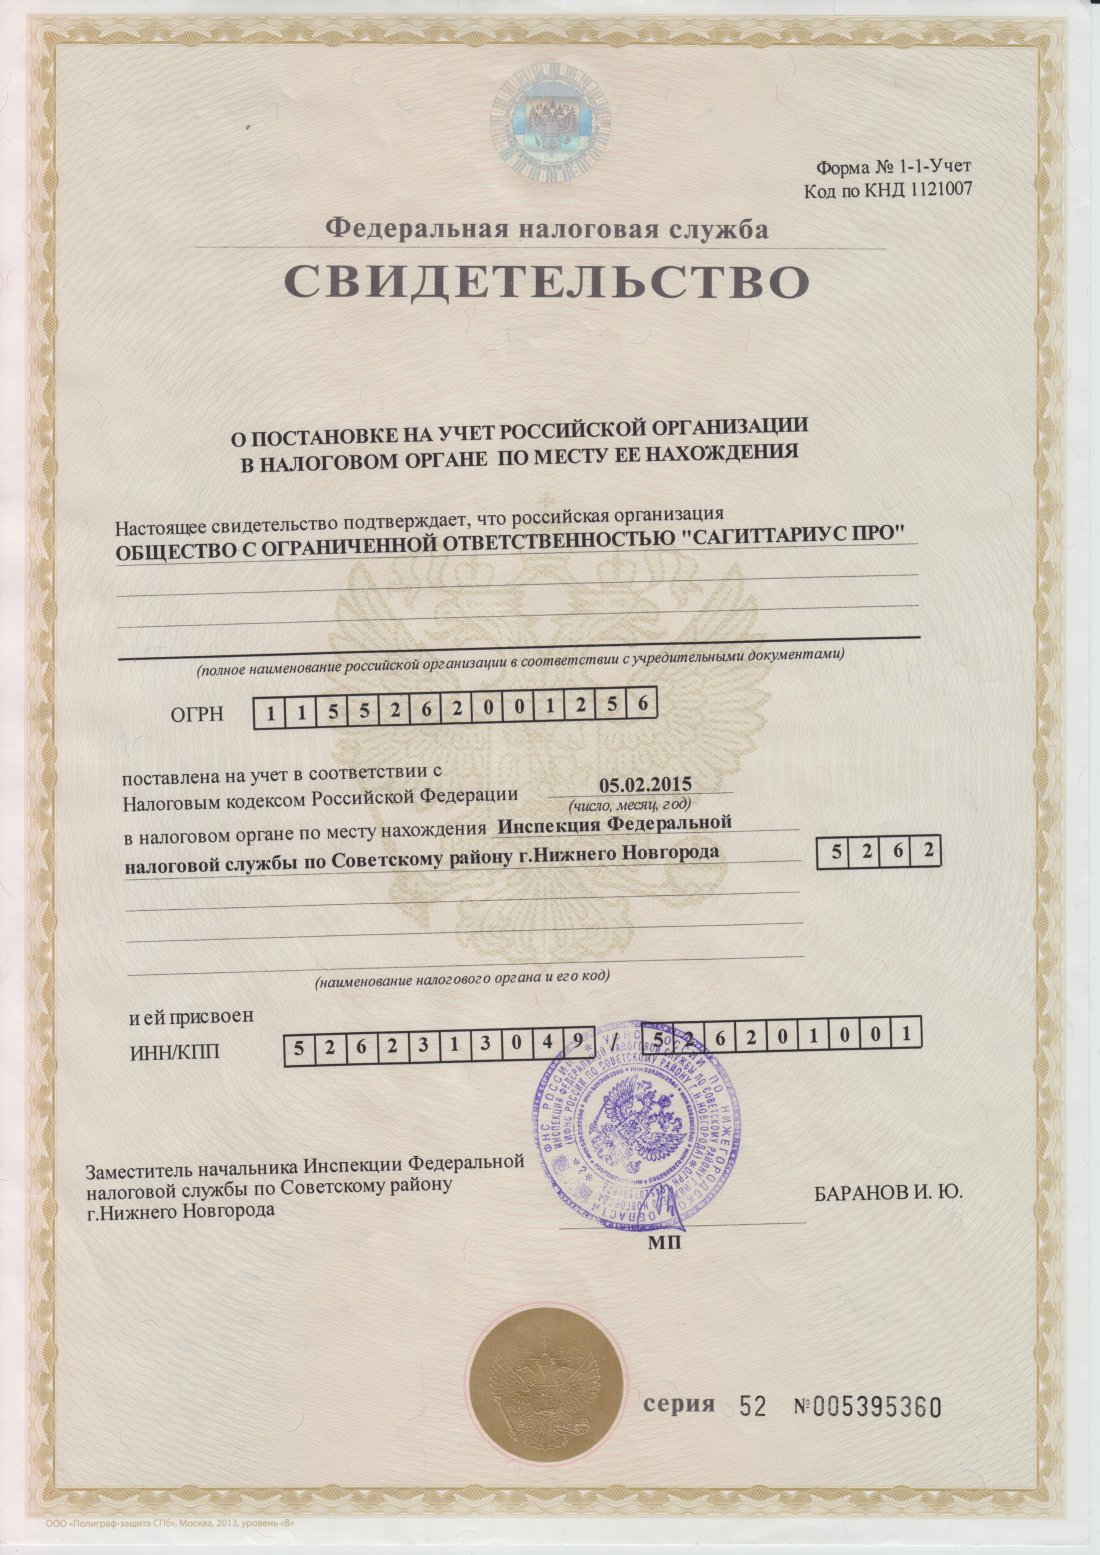 Форма № 1-1-Учет
Код по КНД 1121007
Федеральная налоговая служба
СВИДЕТЕЛЬСТВО
О ПОСТАНОВКЕ НА УЧЕТ РОССИЙСКОЙ ОРГАНИЗАЦИИ
В НАЛОГОВОМ ОРГАНЕ ПО МЕСТУ ЕЕ НАХОЖДЕНИЯ
Настоящее свидетельство подтверждает, что российская организация
ОБЩЕСТВО С ОГРАНИЧЕННОЙ ОТВЕТСТВЕННОСТЬЮ "САГИТТАРИУС ПРО"
(полное наименование российской организации в соответствии с учредительными документами)
ОГРН 1 1 5 5 2 6 2 0 0 1 2 5 6
поставлена на учет в соответствии с
Налоговым кодексом Российской Федерации 05.02.2015
(число, месяц, год)
в налоговом органе по месту нахождения Инспекция Федеральной
налоговой службы по Советскому району г.Нижнего Новгорода 5 2 6 2
(наименование налогового органа и его код)
и ей присвоен
ИНН/КПП 5 2 6 2 3 1 3 0 4 9 / 5 2 6 2 0 1 0 0 1
Заместитель начальника Инспекции Федеральной
налоговой службы по Советскому району
г.Нижнего Новгорода
БАРАНОВ И. Ю.
МП
серия 52 №005395360
ООО «Полиграф-защита СПб», Москва, 2013, уровень «В»